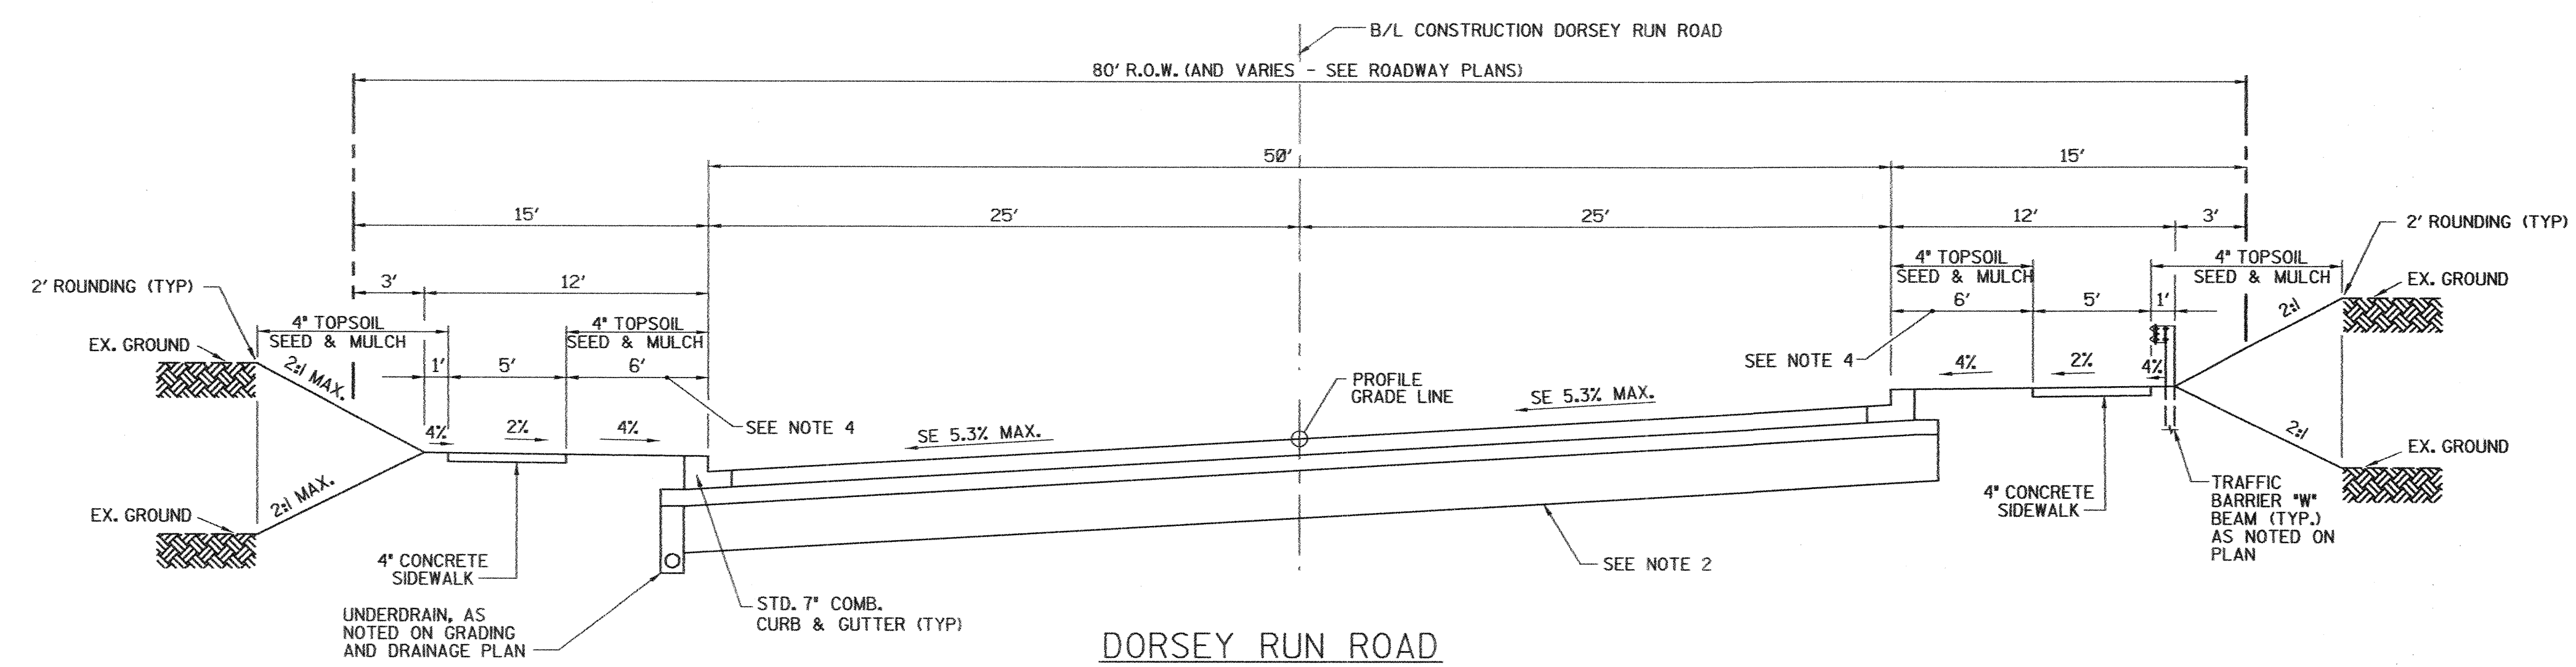 B/L CONSTRUCTION DORSEY RUN ROAD
80' R.O.W. (AND VARIES - SEE ROADWAY PLANS)
50'
15'
15'
25'
25'
12'
3'
2' ROUNDING (TYP)
3'
12'
2' ROUNDING (TYP)
4" TOPSOIL
SEED & MULCH
4" TOPSOIL
SEED & MULCH
EX. GROUND
6'
5'
1'
2:1
4" TOPSOIL
SEED & MULCH
4" TOPSOIL
SEED & MULCH
EX. GROUND
2:1 MAX.
1'
5'
6'
SEE NOTE 4
4%
2%
4%
PROFILE
GRADE LINE
SE 5.3% MAX.
4%
2%
4%
SEE NOTE 4
SE 5.3% MAX.
2:1
EX. GROUND
2:1 MAX.
EX. GROUND
4" CONCRETE
SIDEWALK
TRAFFIC
BARRIER "W"
BEAM (TYP.)
AS NOTED ON
PLAN
4" CONCRETE
SIDEWALK
SEE NOTE 2
STD. 7" COMB.
CURB & GUTTER (TYP)
UNDERDRAIN, AS
NOTED ON GRADING
AND DRAINAGE PLAN
DORSEY RUN ROAD